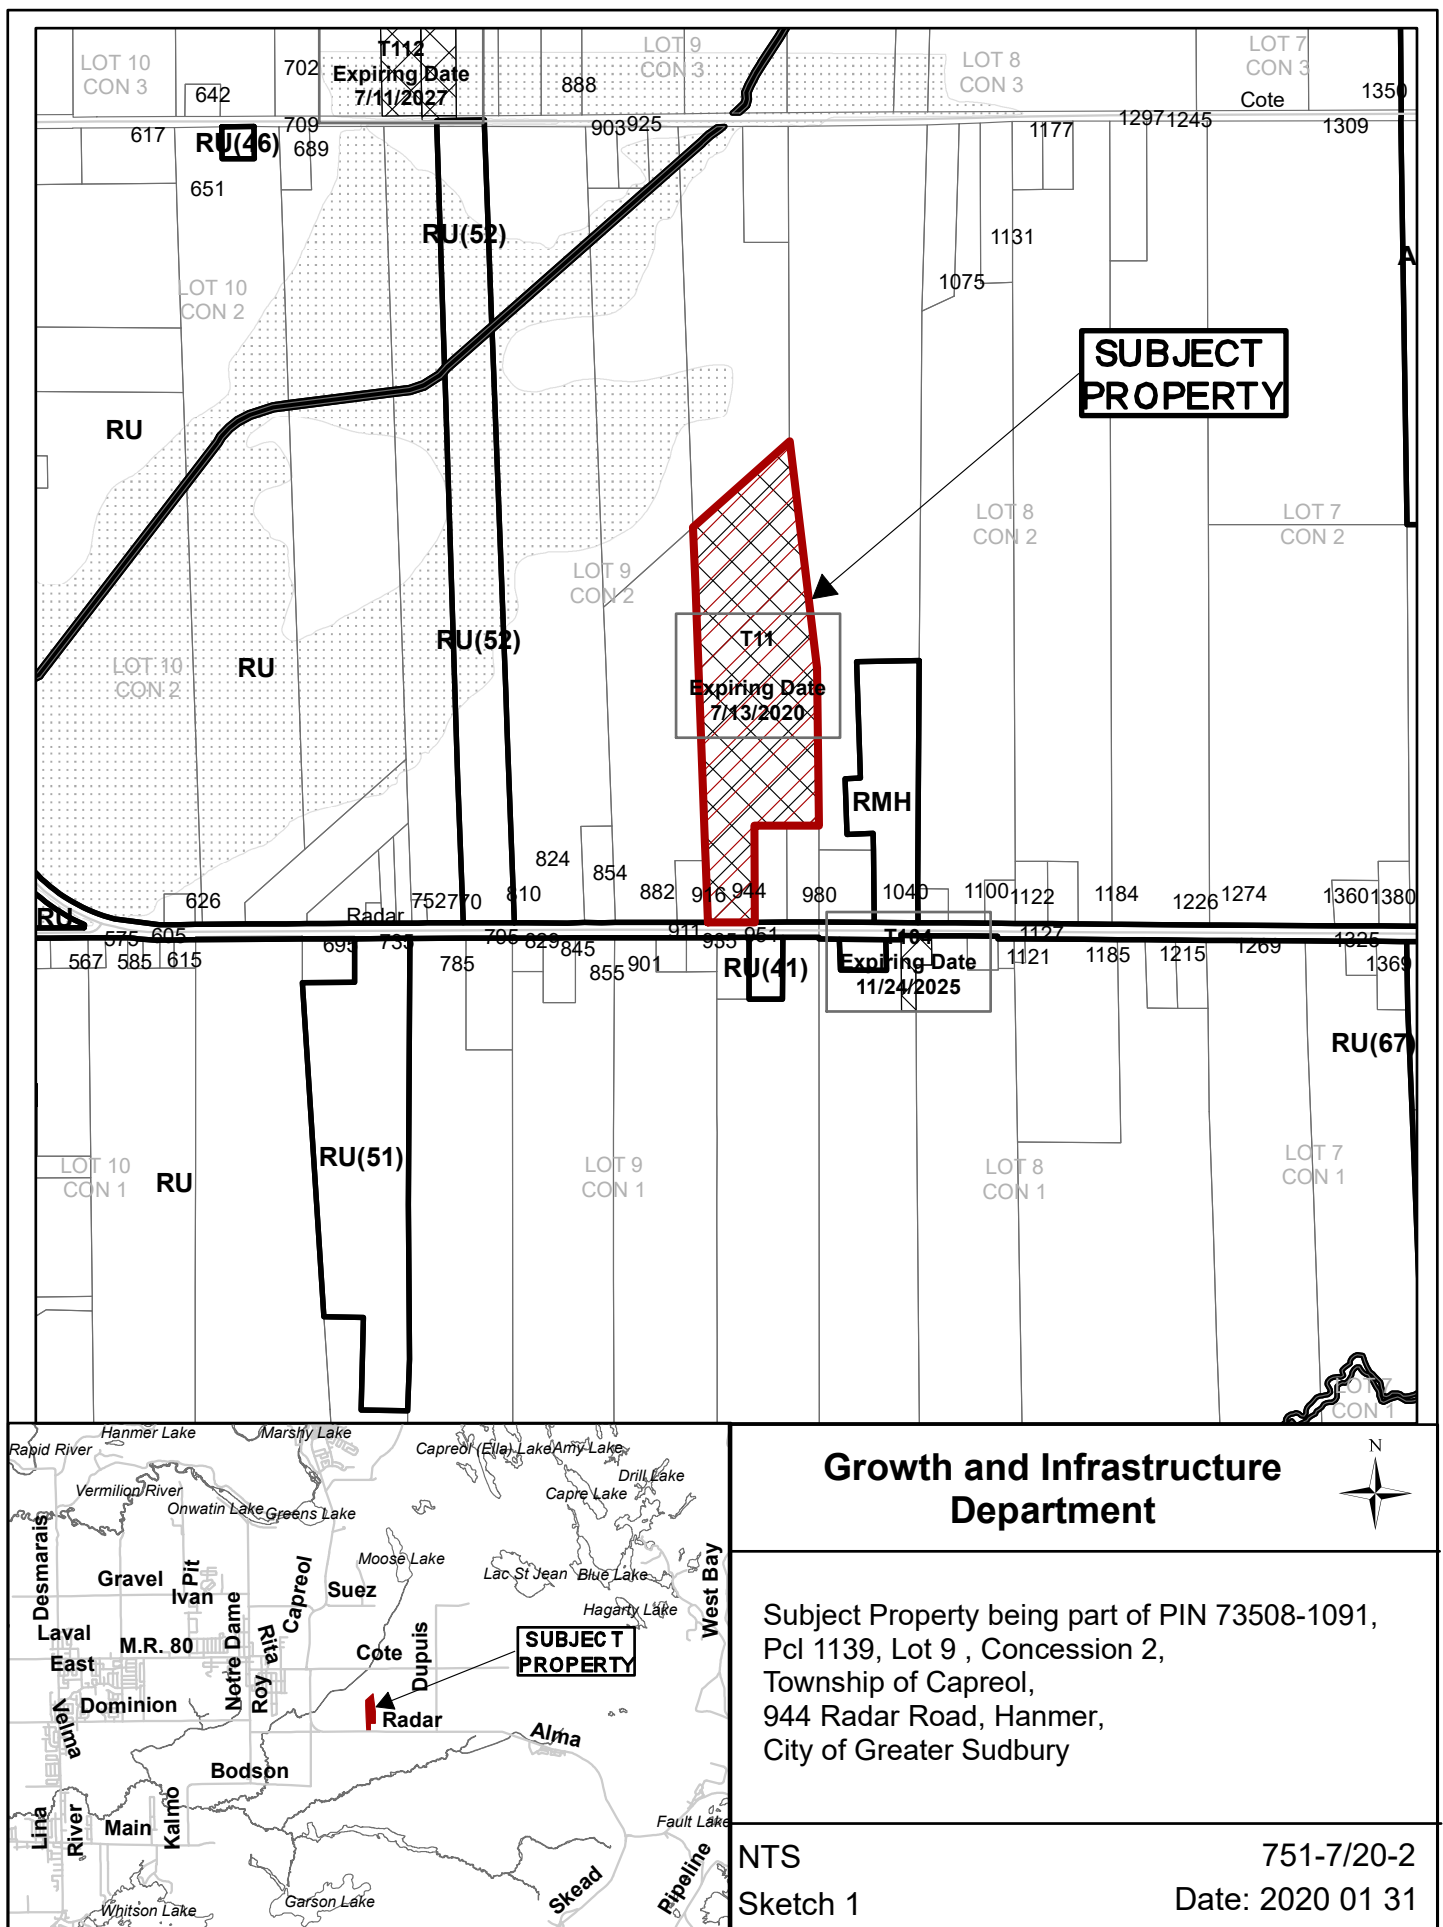 LOT 10
CON 3
702
T112
Expiring Date
7/11/2027
LOT 9
CON 3
888
LOT 8
CON 3
LOT 7
CON 3
1350
642
Cote
617
RU(46)
709
689
903
925
1177
1297
1245
1309
651
RU(52)
1131
A
LOT 10
CON 2
1075
SUBJECT
PROPERTY
RU
LOT 8
CON 2
LOT 7
CON 2
LOT 9
CON 2
T11
RU(52)
LOT 10
CON 2
RU
Expiring Date
7/13/2020
RMH
824
854
626
752
770
810
882
916
944
980
1040
1100
1122
1184
1226
1274
1360
1380
RU
Radar
575
605
695
735
795
829
845
911
935
951
T104
1127
1269
1325
567
585
615
785
855
901
RU(41)
Expiring Date
11/24/2025
1121
1185
1215
1369
RU(67)
LOT 10
CON 1
RU
RU(51)
LOT 9
CON 1
LOT 8
CON 1
LOT 7
CON 1
LOT 7
CON 1
Hanmer Lake
Marshy Lake
Rapid River
Capreol (Ella) Lake
Amy Lake
Drill Lake
Vermilion River
Capre Lake
Onwatin Lake
Greens Lake
Desmarais
Moose Lake
Gravel
Pit
Ivan
Capreol
Suez
Lac St Jean
Blue Lake
West Bay
Hagarty Lake
Laval
East
M.R. 80
Notre Dame
Rita
Roy
Cote
Dupuis
SUBJECT
PROPERTY
Velma
Dominion
Radar
Alma
Bodson
Lina
River
Main
Kalmo
Fault Lake
Skead
Pipeline
Whitson Lake
Garson Lake
Growth and Infrastructure
Department
N
Subject Property being part of PIN 73508-1091,
Pcl 1139, Lot 9 , Concession 2,
Township of Capreol,
944 Radar Road, Hanmer,
City of Greater Sudbury
NTS
751-7/20-2
Sketch 1
Date: 2020 01 31